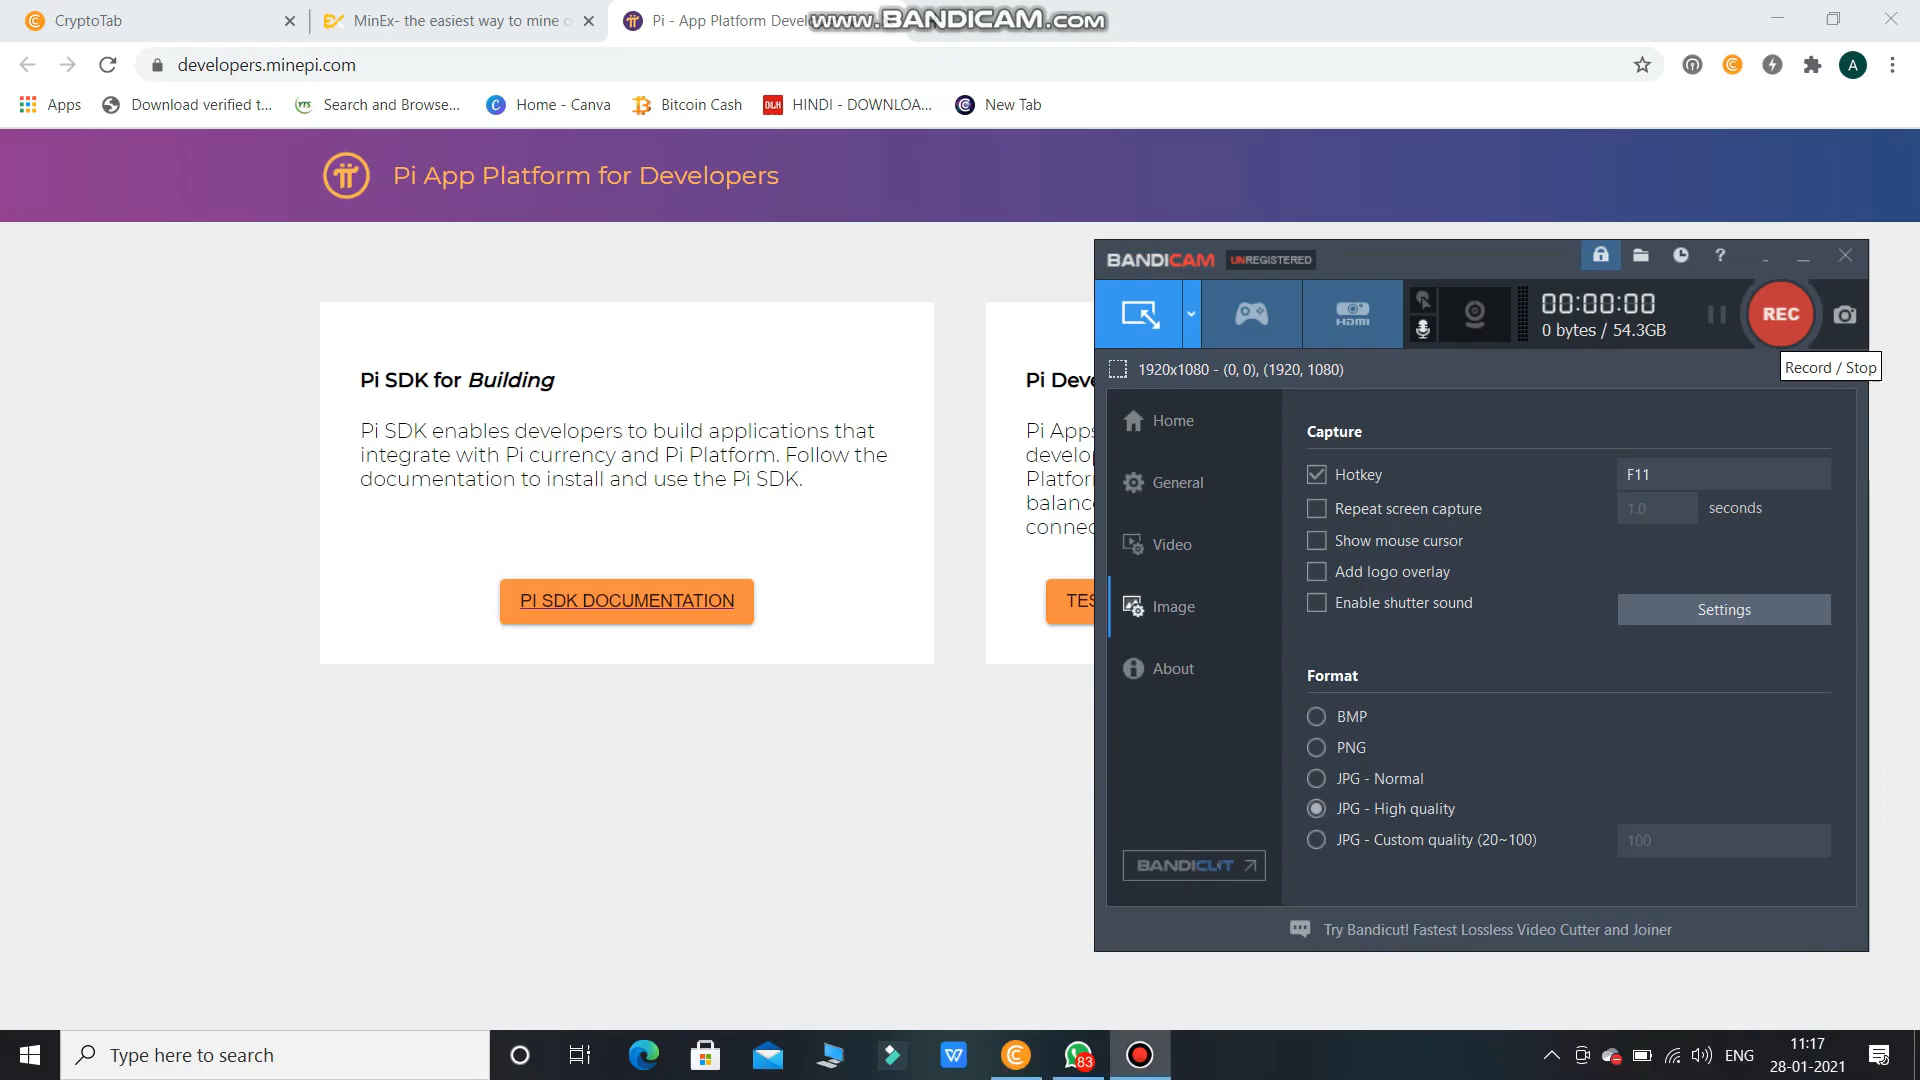 CryptoTab
MinEx- the easiest way to mine c
Pi - App Platform Devel
www.BANDICAM.com
developers.minepi.com
A
Apps
Download verified t...
Search and Browse...
Home - Canva
Bitcoin Cash
HINDI - DOWNLOA...
New Tab
Pi App Platform for Developers
Pi SDK for Building
Pi SDK enables developers to build applications that
integrate with Pi currency and Pi Platform. Follow the
documentation to install and use the Pi SDK.
PI SDK DOCUMENTATION
Pi Deve
Pi Apps
develop
Platforr
balance
connec
TES
BANDICAM UNREGISTERED
HDMI
00:00:00
0 bytes / 54.3GB
REC
Record / Stop
1920x1080 - (0, 0), (1920, 1080)
Home
General
Video
Image
About
BANDICUT
Capture
Hotkey
F11
Repeat screen capture
1.0
seconds
Show mouse cursor
Add logo overlay
Enable shutter sound
Settings
Format
BMP
PNG
JPG - Normal
JPG - High quality
JPG - Custom quality (20~100)
100
Try Bandicut! Fastest Lossless Video Cutter and Joiner
Type here to search
83
ENG
11:17
28-01-2021